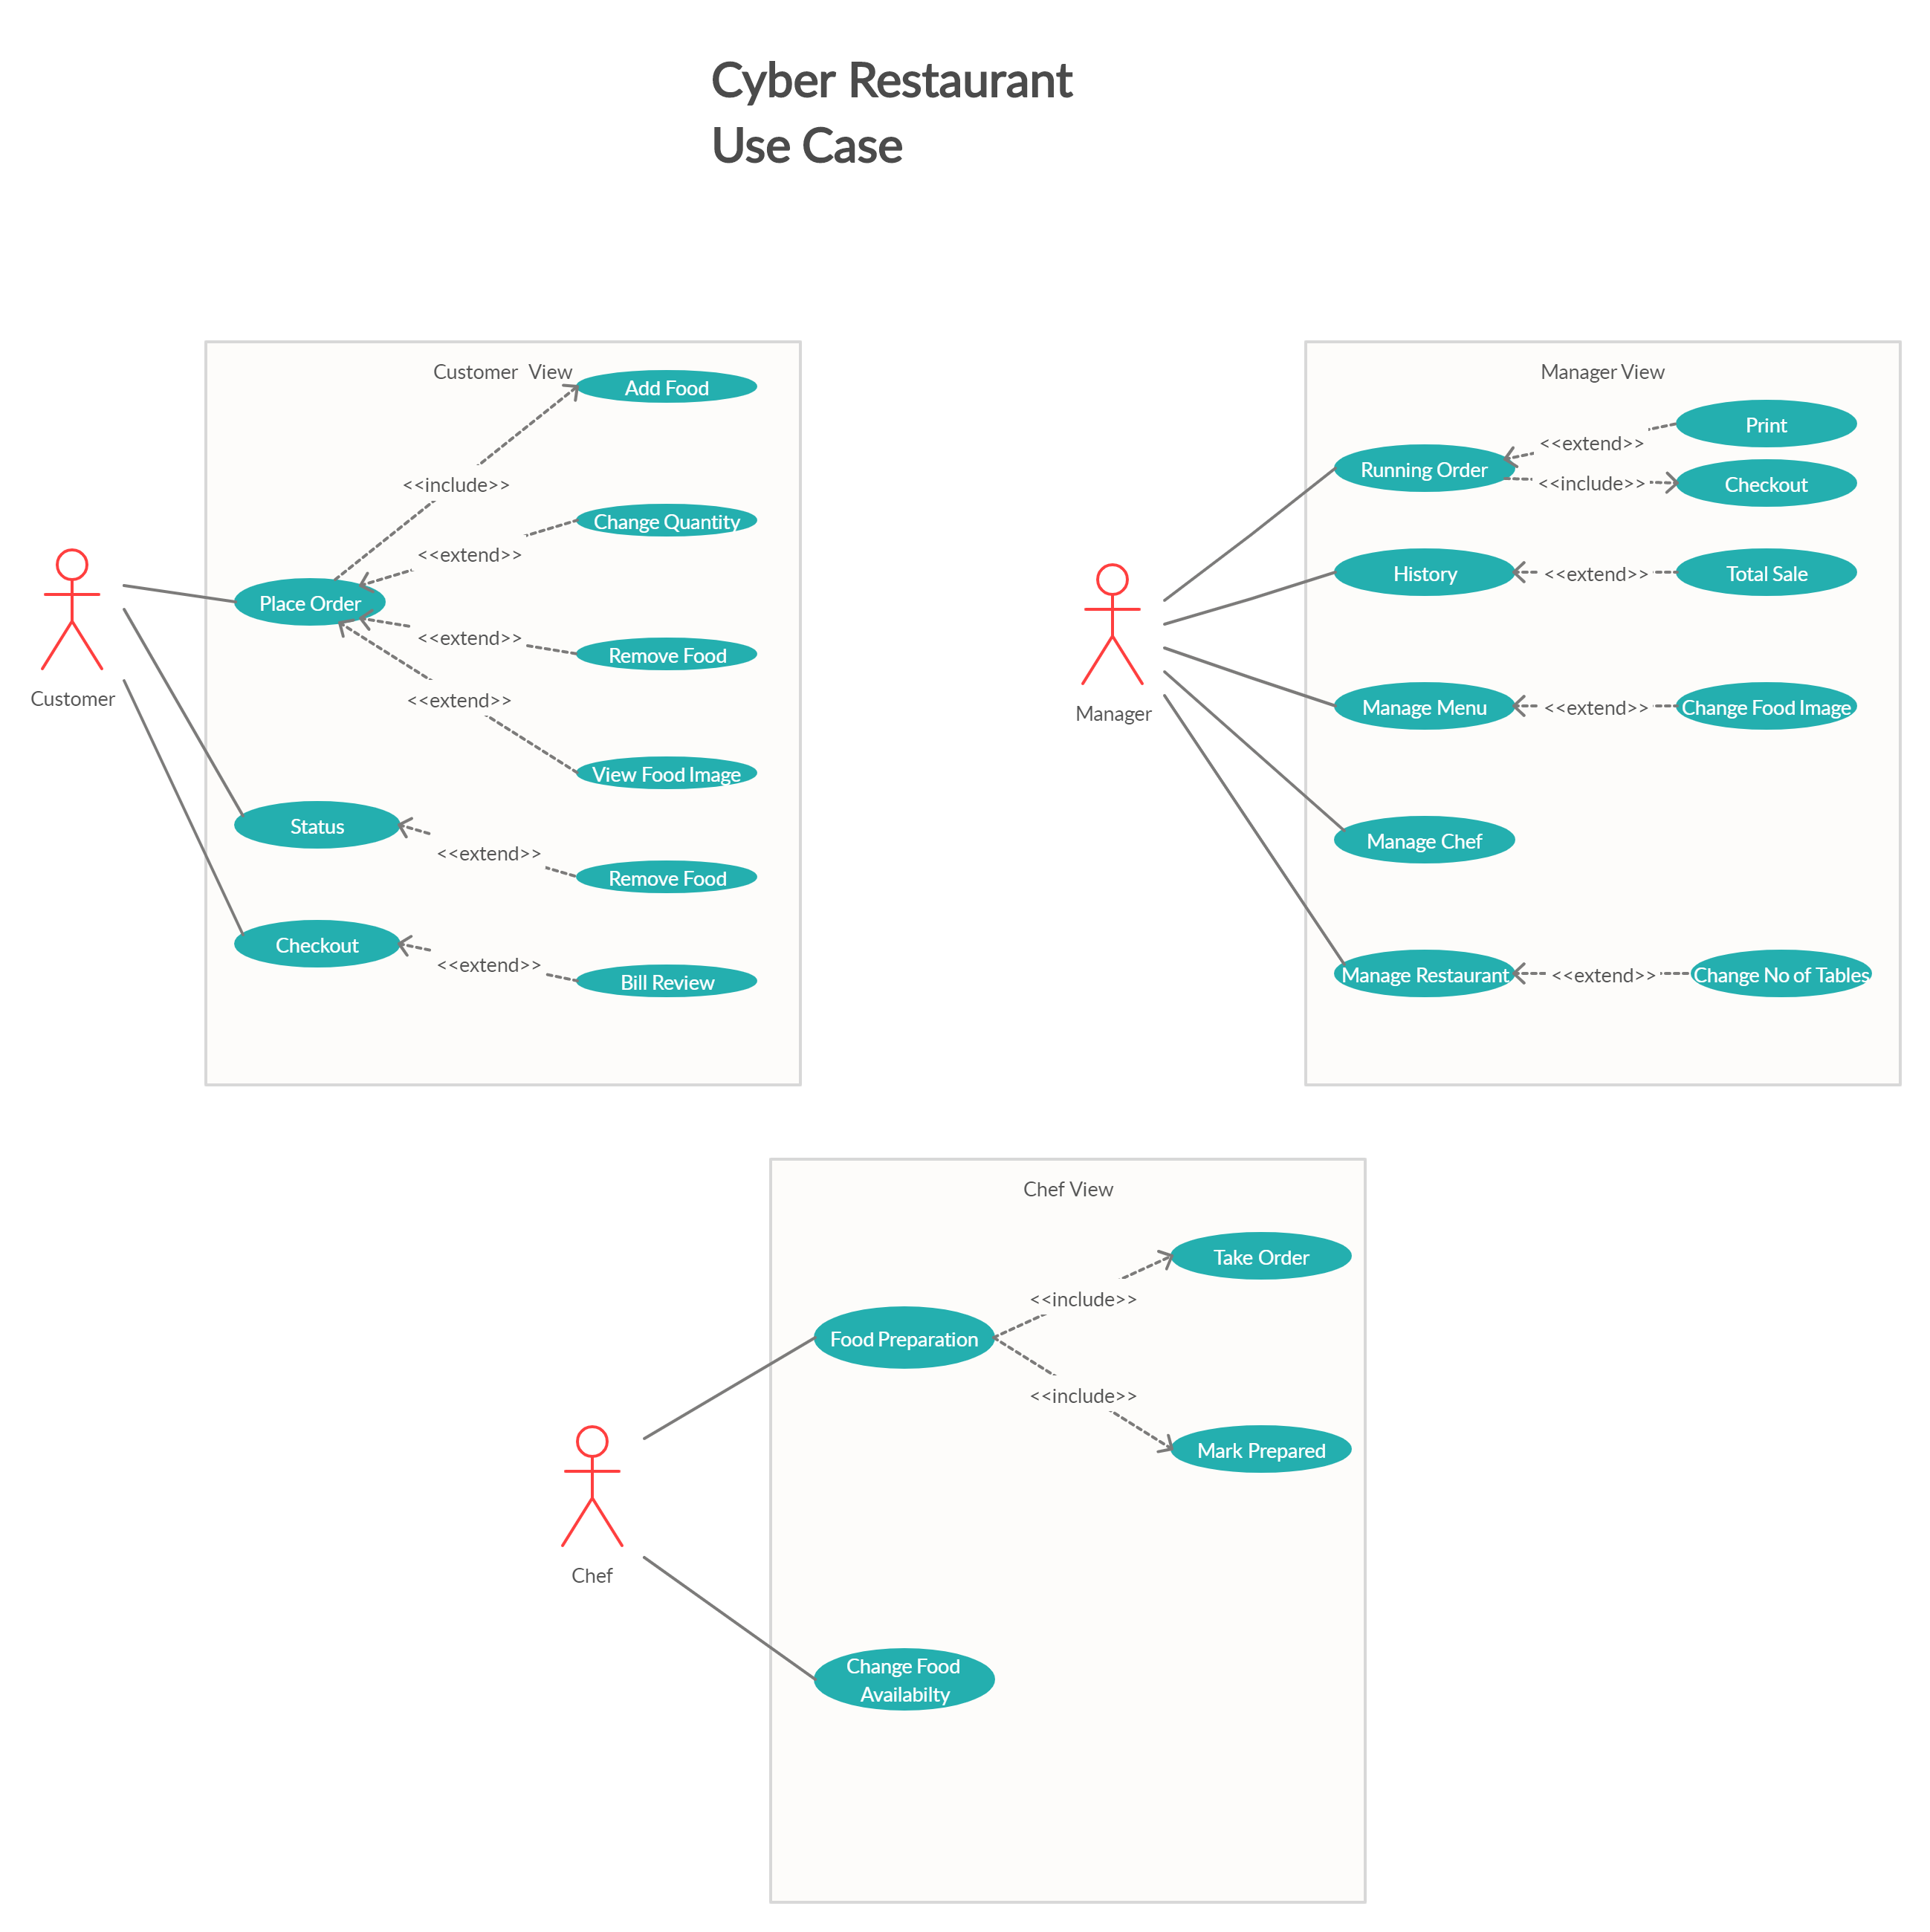 Cyber Restaurant
Use Case
Customer  View
Add Food
<<include>>
Change Quantity
<<extend>>
Place Order
<<extend>>
Remove Food
<<extend>>
View Food Image
Customer
Status
<<extend>>
Remove Food
Checkout
<<extend>>
Bill Review
Manager View
Print
<<extend>>
Running Order
<<include>>
Checkout
History
<<extend>>
Total Sale
Manager
Manage Menu
<<extend>>
Change Food Image
Manage Chef
Manage Restaurant
<<extend>>
Change No of Tables
Chef View
Take Order
<<include>>
Food Preparation
<<include>>
Mark Prepared
Chef
Change Food
Availabilty